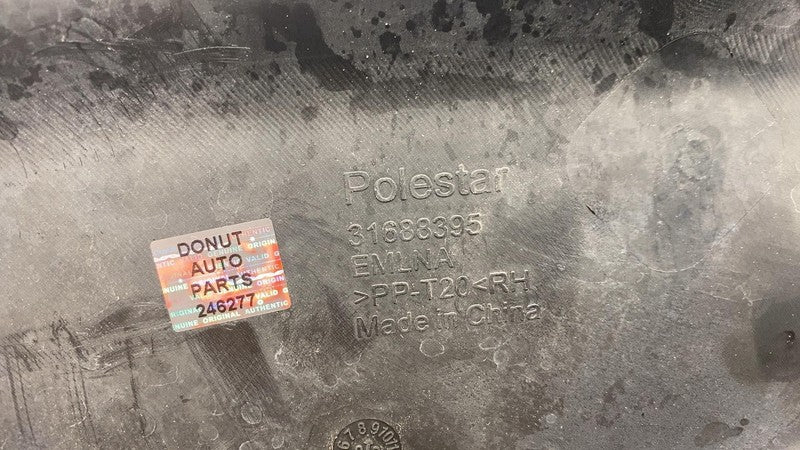 Polestar
31688395
EMLNA
>PP-T20<RH
Made in China
DONUT
AUTO
PARTS
246277